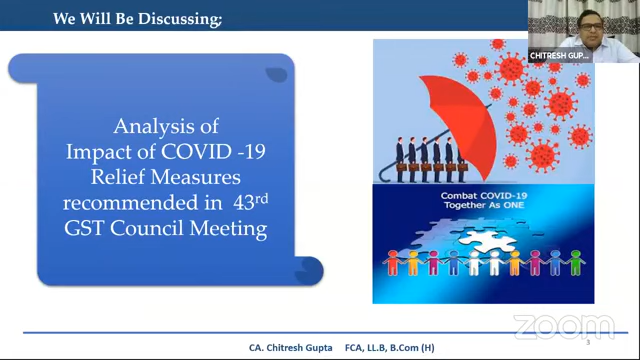 We Will Be Discussing;
CHITRESH GUP...
Analysis of
Impact of COVID -19
Relief Measures
recommended in 43rd
GST Council Meeting
Combat COVID-19
Together As ONE
zoom
CA. Chitresh Gupta FCA, LL.B, B.Com (H)
3